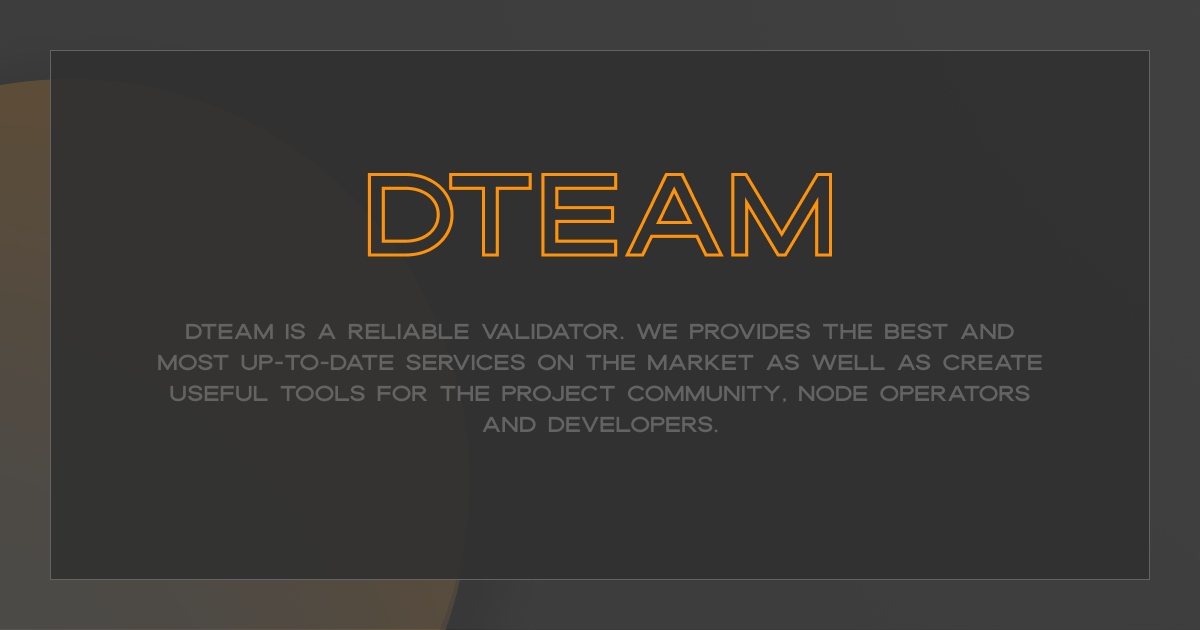 DTEAM
DTEAM IS A RELIABLE VALIDATOR. WE PROVIDES THE BEST AND
MOST UP-TO-DATE SERVICES ON THE MARKET AS WELL AS CREATE
USEFUL TOOLS FOR THE PROJECT COMMUNITY, NODE OPERATORS
AND DEVELOPERS.